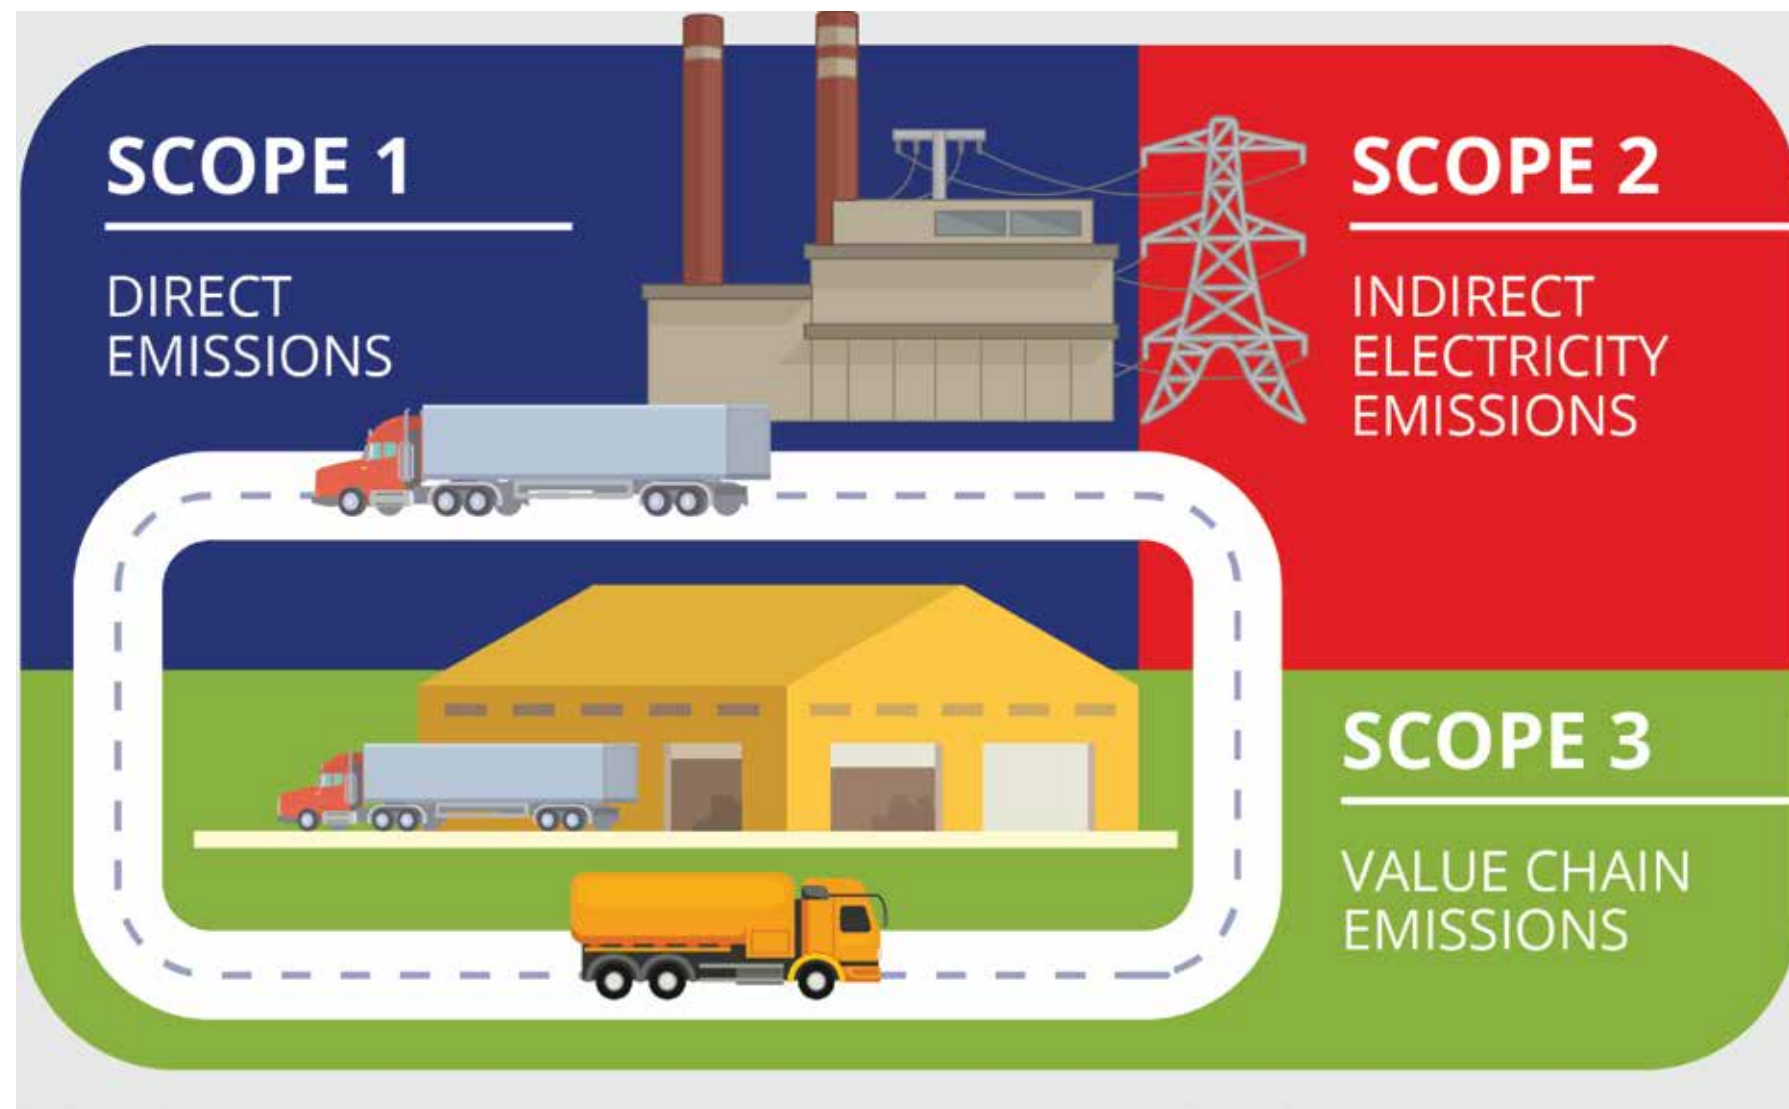 SCOPE 1
DIRECT
EMISSIONS
SCOPE 2
INDIRECT
ELECTRICITY
EMISSIONS
SCOPE 3
VALUE CHAIN
EMISSIONS